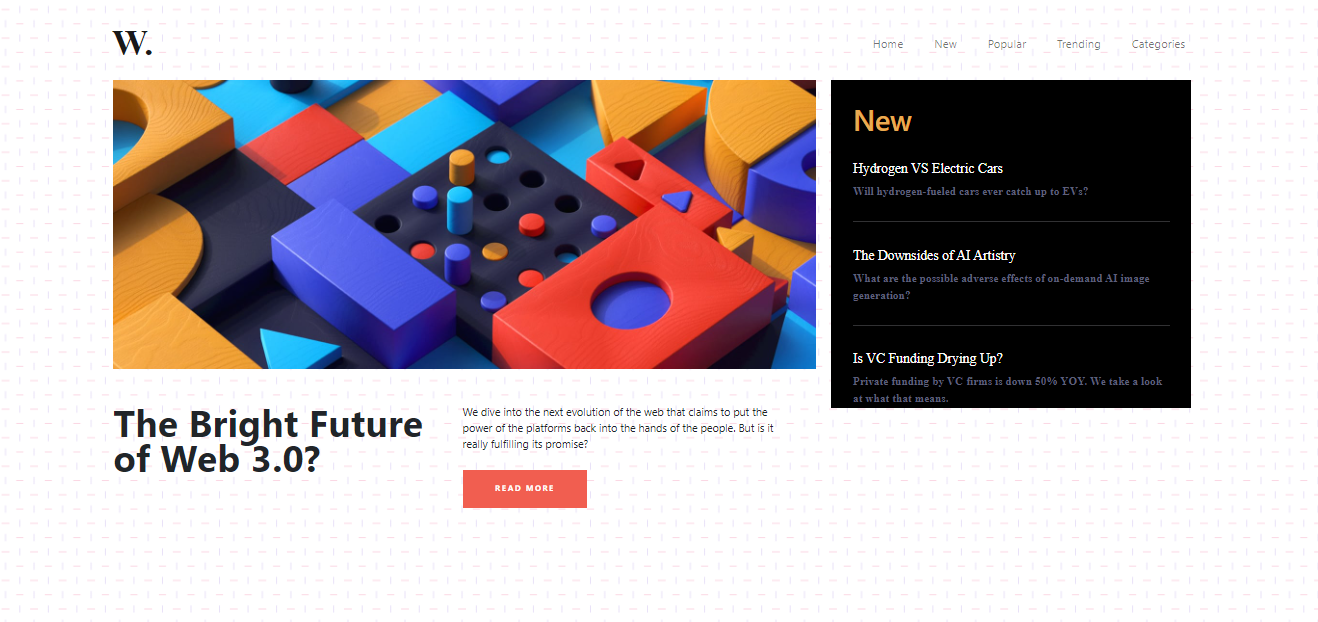 W.
Home New Popular Trending Categories
The Bright Future
of Web 3.0?
We dive into the next evolution of the web that claims to put the
power of the platforms back into the hands of the people. But is it
really fulfilling its promise?
READ MORE
New
Hydrogen VS Electric Cars
Will hydrogen-fueled cars ever catch up to EVs?
The Downsides of AI Artistry
What are the possible adverse effects of on-demand AI image
generation?
Is VC Funding Drying Up?
Private funding by VC firms is down 50% YOY. We take a look
at what that means.